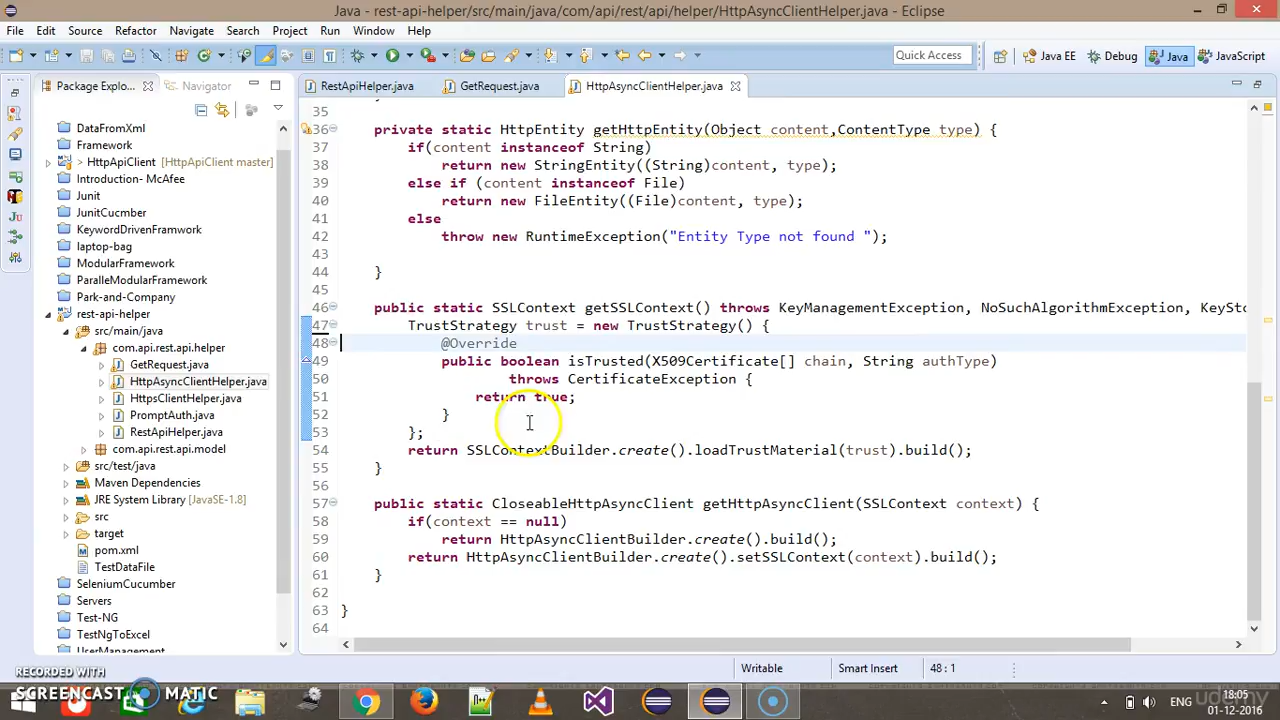 Java - rest-api-helper/src/main/java/com/api/rest/api/helper/HttpAsyncClientHelper.java - Eclipse
File Edit Source Refactor Navigate Search Project Run Window Help
Quick Access
Java EE
Debug
Java
JavaScript
Package Explo...
Navigator
RestApiHelper.java
GetRequest.java
HttpAsyncClientHelper.java
DataFromXml
Framework
> HttpApiClient [HttpApiClient master]
Introduction- McAfee
Junit
JunitCucmber
KeywordDrivenFramwork
laptop-bag
ModularFramework
ParalleModularFramework
Park-and-Company
rest-api-helper
src/main/java
com.api.rest.api.helper
GetRequest.java
HttpAsyncClientHelper.java
HttpsClientHelper.java
PromptAuth.java
RestApiHelper.java
com.api.rest.api.model
src/test/java
Maven Dependencies
JRE System Library [JavaSE-1.8]
src
target
pom.xml
TestDataFile
SeleniumCucumber
Servers
Test-NG
TestNgToExcel
UserManagement
35
36 private static HttpEntity getHttpEntity(Object content,ContentType type) {
37 if(content instanceof String)
38 return new StringEntity((String)content, type);
39 else if (content instanceof File)
40 return new FileEntity((File)content, type);
41 else
42 throw new RuntimeException("Entity Type not found ");
43
44 }
45
46 public static SSLContext getSSLContext() throws KeyManagementException, NoSuchAlgorithmException, KeySto
47 TrustStrategy trust = new TrustStrategy() {
48 @Override
49 public boolean isTrusted(X509Certificate[] chain, String authType)
50 throws CertificateException {
51 return true;
52 }
53 };
54 return SSLContextBuilder.create().loadTrustMaterial(trust).build();
55 }
56
57 public static CloseableHttpAsyncClient getHttpAsyncClient(SSLContext context) {
58 if(context == null)
59 return HttpAsyncClientBuilder.create().build();
60 return HttpAsyncClientBuilder.create().setSSLContext(context).build();
61 }
62
63 }
64
Writable
Smart Insert
48 : 1
RECORDED WITH
SCREENCAST MATIC
ENG
18:05
01-12-2016
udemy